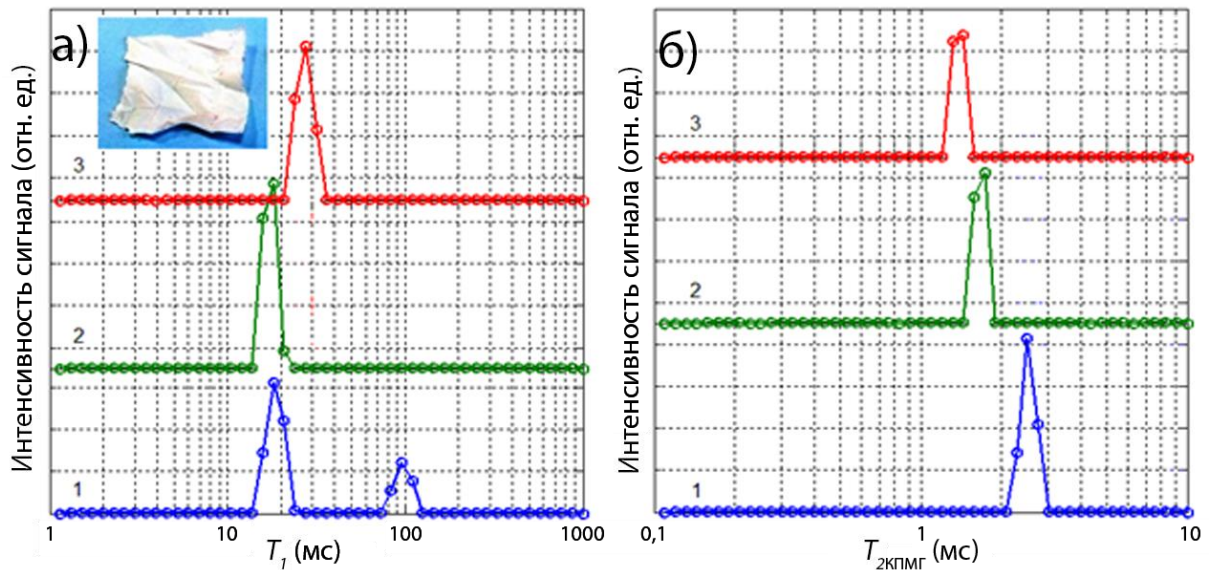 а)
Интенсивность сигнала (отн. ед.)
3
2
1
1 10 100 1000
T1 (мс)
б)
Интенсивность сигнала (отн. ед.)
3
2
1
0,1 1 10
T2КПМГ (мс)